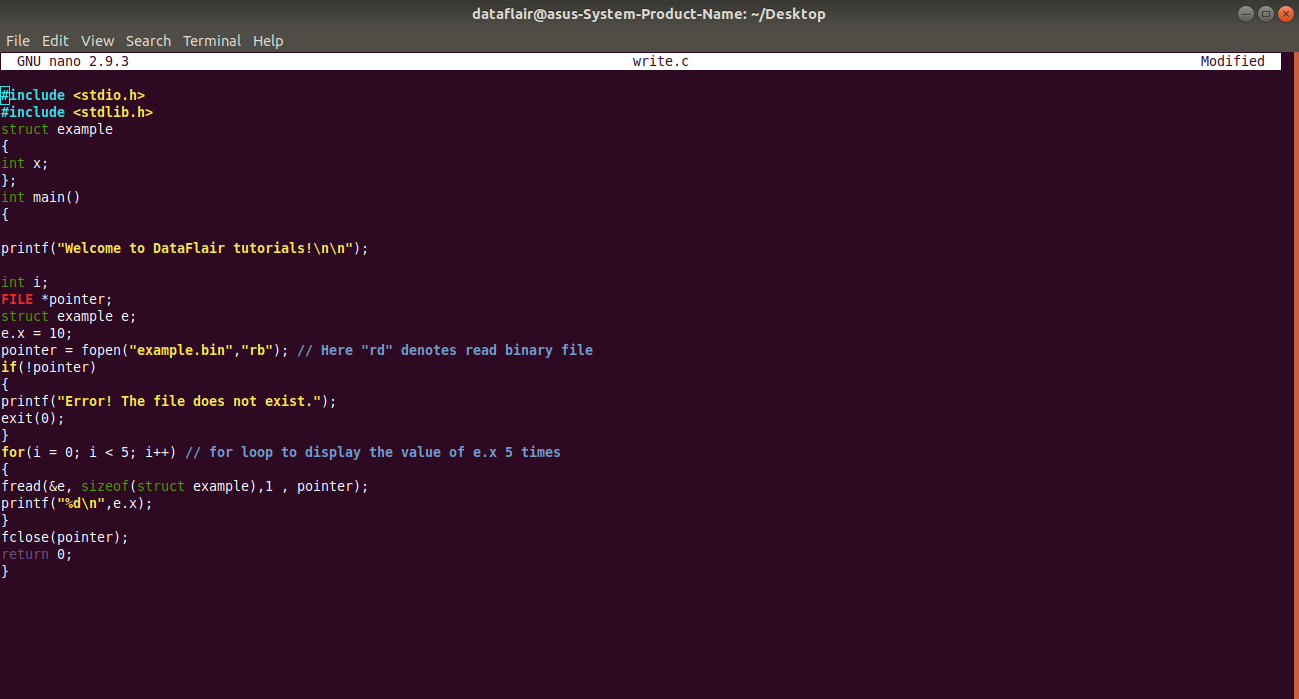 dataflair@asus-System-Product-Name: ~/Desktop
File Edit View Search Terminal Help
GNU nano 2.9.3 write.c Modified
#include <stdio.h>
#include <stdlib.h>
struct example
{
int x;
};
int main()
{
printf("Welcome to DataFlair tutorials!\n\n");
int i;
FILE *pointer;
struct example e;
e.x = 10;
pointer = fopen("example.bin","rb"); // Here "rd" denotes read binary file
if(!pointer)
{
printf("Error! The file does not exist.");
exit(0);
}
for(i = 0; i < 5; i++) // for loop to display the value of e.x 5 times
{
fread(&e, sizeof(struct example),1 , pointer);
printf("%d\n",e.x);
}
fclose(pointer);
return 0;
}